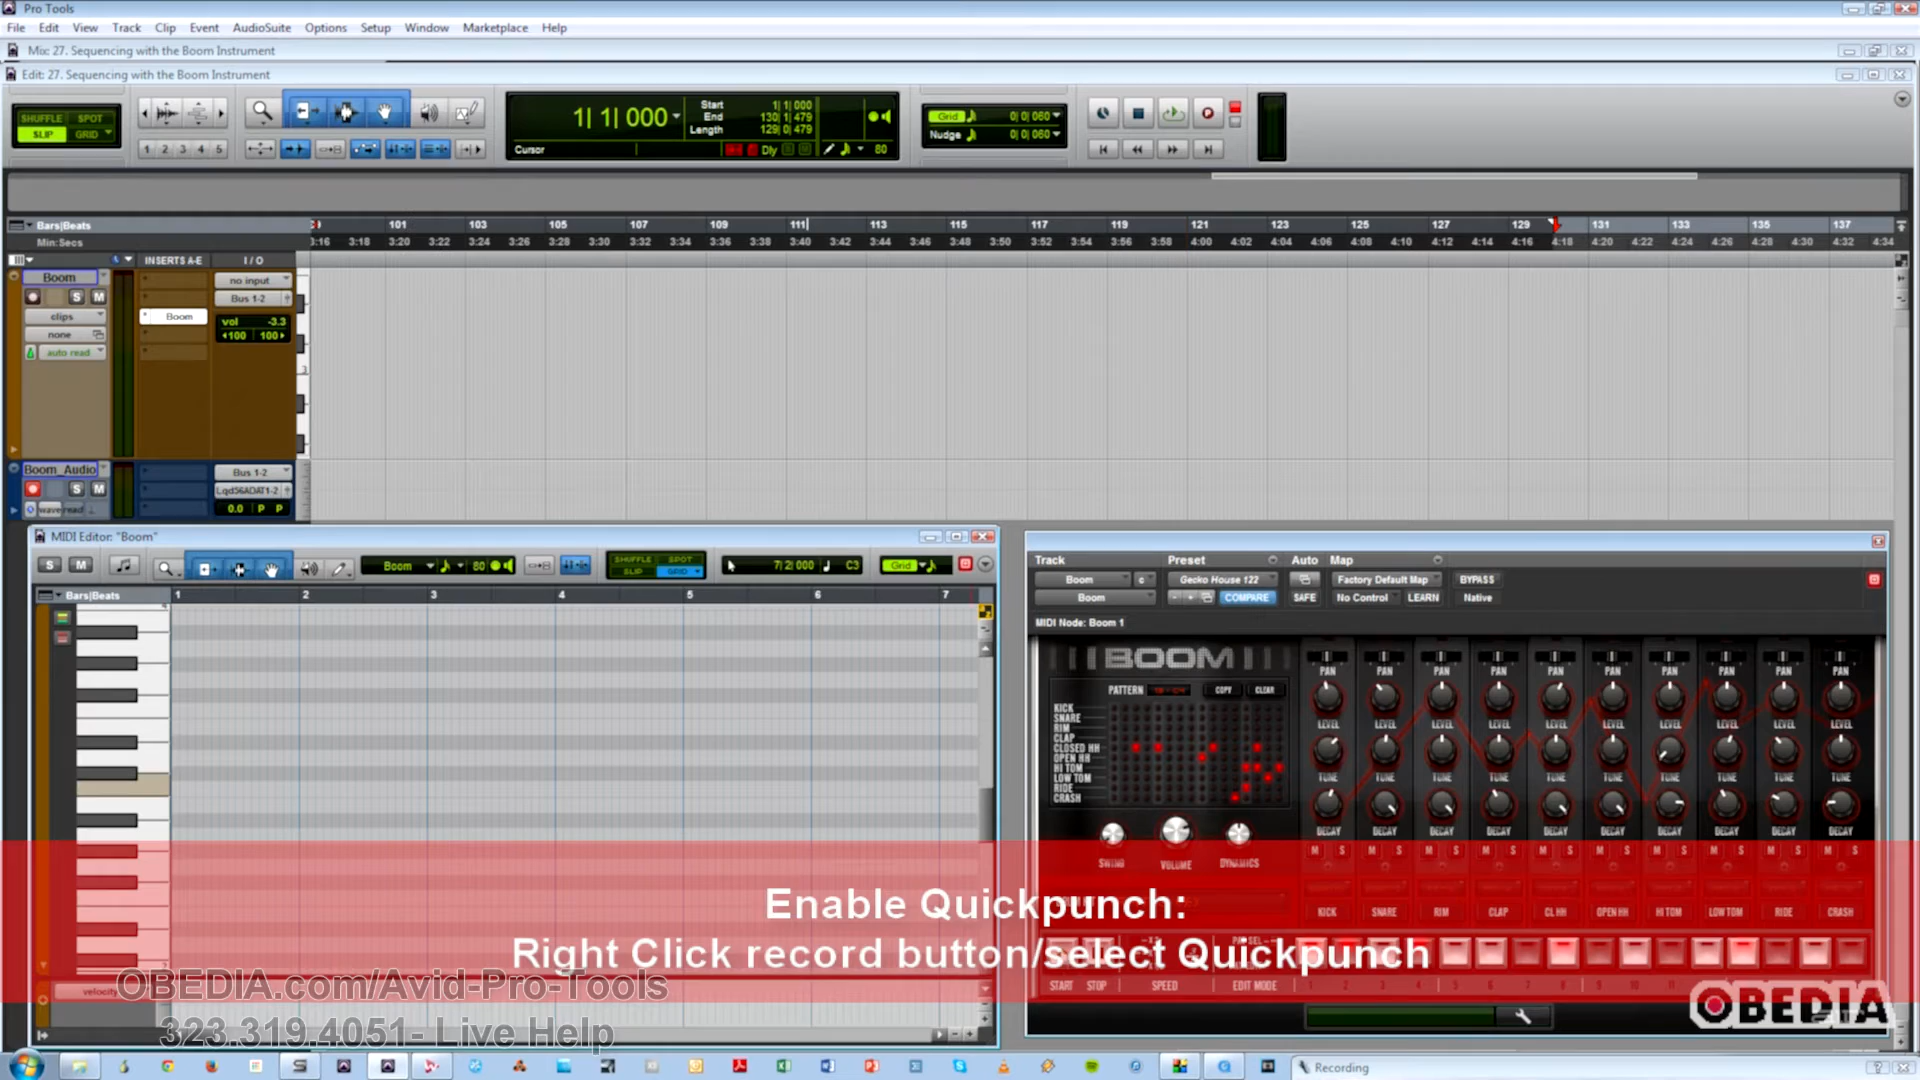 Pro Tools
File Edit View Track Clip Event AudioSuite Options Setup Window Marketplace Help
Mix: 27. Sequencing with the Boom Instrument
Edit: 27. Sequencing with the Boom Instrument
SHUFFLE SPOT
SLIP GRID
1 2 3 4 5
1| 1| 000
Start 1| 1| 000
End 130| 1| 479
Length 129| 0| 479
Cursor
Dly
80
Grid 0| 0| 060
Nudge 0| 0| 060
Bars|Beats
101 103 105 107 109 111 113 115 117 119 121 123 125 127 129 131 133 135 137
Min:Secs
3:16 3:18 3:20 3:22 3:24 3:26 3:28 3:30 3:32 3:34 3:36 3:38 3:40 3:42 3:44 3:46 3:48 3:50 3:52 3:54 3:56 3:58 4:00 4:02 4:04 4:06 4:08 4:10 4:12 4:14 4:16 4:18 4:20 4:22 4:24 4:26 4:28 4:30 4:32 4:34
INSERTS A-E I / O
Boom
no input
S M
Bus 1-2
clips
Boom
vol -3.3
none
100 100
auto read
Boom_Audio
Bus 1-2
S M
Lqd56ADAT1-2
wave read
0.0 P P
MIDI Editor: "Boom"
S M
Boom
80
SHUFFLE SPOT
SLIP GRID
7| 2| 000 C3
Grid
Bars|Beats
1 2 3 4 5 6 7
velocity
Track Preset Auto Map
Boom c Gecko House 122 Factory Default Map BYPASS
Boom - + COMPARE SAFE No Control LEARN Native
MIDI Node: Boom 1
BOOM
PATTERN COPY CLEAR
KICK
SNARE
RIM
CLAP
CLOSED HH
OPEN HH
HI TOM
LOW TOM
RIDE
CRASH
SWING VOLUME DYNAMICS
PAN PAN PAN PAN PAN PAN PAN PAN PAN PAN
LEVEL LEVEL LEVEL LEVEL LEVEL LEVEL LEVEL LEVEL LEVEL LEVEL
TUNE TUNE TUNE TUNE TUNE TUNE TUNE TUNE TUNE TUNE
DECAY DECAY DECAY DECAY DECAY DECAY DECAY DECAY DECAY DECAY
M S M S M S M S M S M S M S M S M S M S
KICK SNARE RIM CLAP CL HH OPEN HH HI TOM LOW TOM RIDE CRASH
START STOP SPEED EDIT MODE
Enable Quickpunch:
Right Click record button/select Quickpunch
OBEDIA.com/Avid-Pro-Tools
323.319.4051- Live Help
OBEDIA
Recording